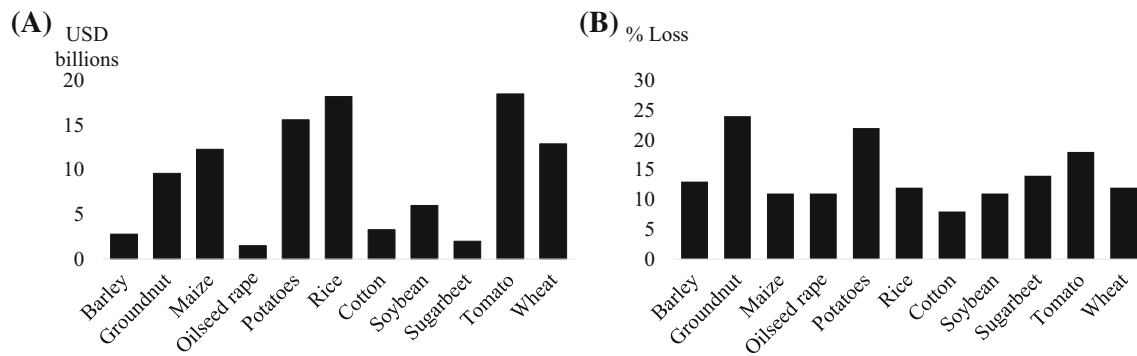 (A)
USD
billions
20
15
10
5
0
Barley
Groundnut
Maize
Oilseed rape
Potatoes
Rice
Cotton
Soybean
Sugarbeet
Tomato
Wheat
(B)
% Loss
30
25
20
15
10
5
0
Barley
Groundnut
Maize
Oilseed rape
Potatoes
Rice
Cotton
Soybean
Sugarbeet
Tomato
Wheat